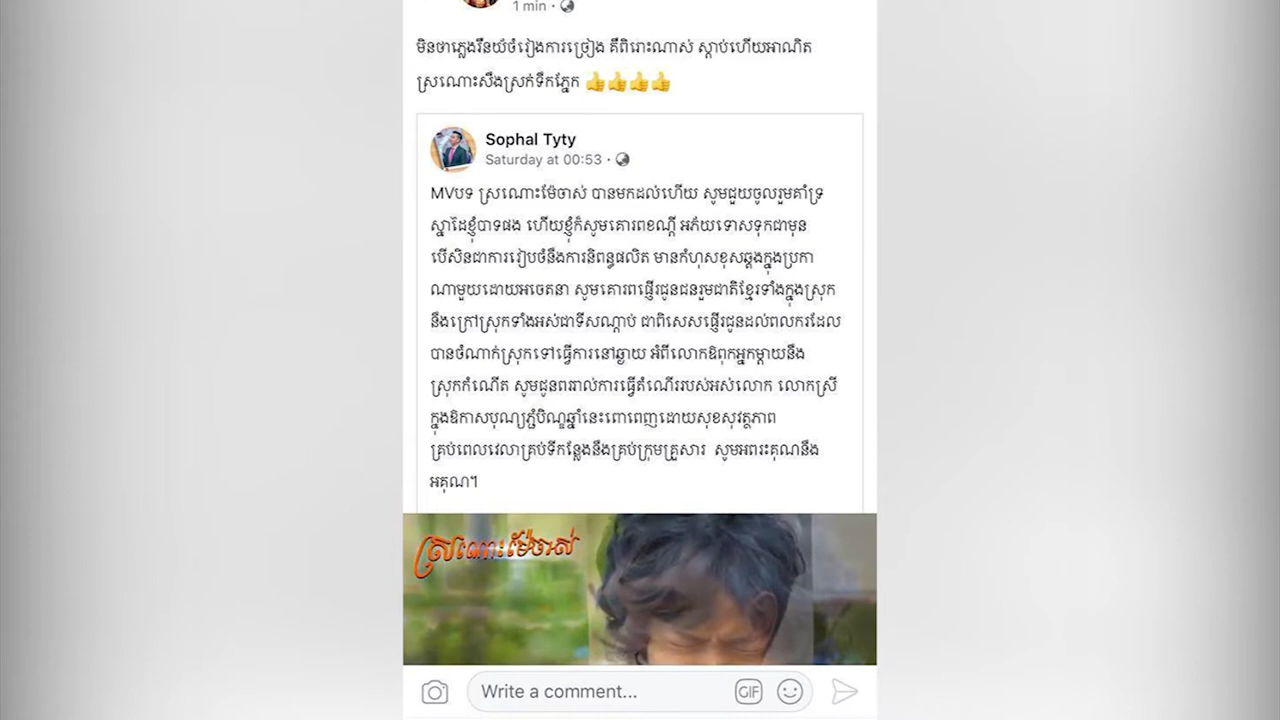 1 min ·
មិនថាភ្លេងរឺនយ័ចំរៀងការច្រៀង គឺពិរោះណាស់ ស្តាប់ហើយអាណិត
ស្រណោះសឹងស្រក់ទឹកភ្នែក 👍👍👍👍
Sophal Tyty
Saturday at 00:53 ·
MVបទ ស្រណោះម៉ែចាស់ បានមកដល់ហើយ សូមជួយចូលរួមគាំទ្រ
ស្នាដៃខ្ញុំបាទផង ហើយខ្ញុំក៏សូមគោរពខណ្តី អភ័យទោសទុកជាមុន
បើសិនជាការរៀបចំនឹងការនិពន្ធផលិត មានកំហុសខុសឆ្គងក្នុងប្រកា
ណាមួយដោយអចេតនា សូមគោរពផ្ញើរជូនជនរួមជាតិខ្មែរទាំងក្នុងស្រុក
នឹងក្រៅស្រុកទាំងអស់ជាទីសណ្តាប់ ជាពិសេសផ្ញើរជូនដល់ពលករដែល
បានចំណាក់ស្រុកទៅធ្វើការនៅឆ្ងាយ អំពីលោកឪពុកអ្នកម្តាយនឹង
ស្រុកកំណើត សូមជូនពររាល់ការធ្វើតំណើររបស់អស់លោក លោកស្រី
ក្នុងឱកាសបុណ្យភ្ជំបិណ្ឌឆ្នាំនេះពោពេញដោយសុខសុវត្ថភាព
គ្រប់ពេលវេលាគ្រប់ទីកន្លែងនឹងគ្រប់ក្រុមគ្រួសារ សូមអពរះគុណនឹង
អគុណ។
ស្រណោះម៉ែចាស់
Write a comment...
GIF